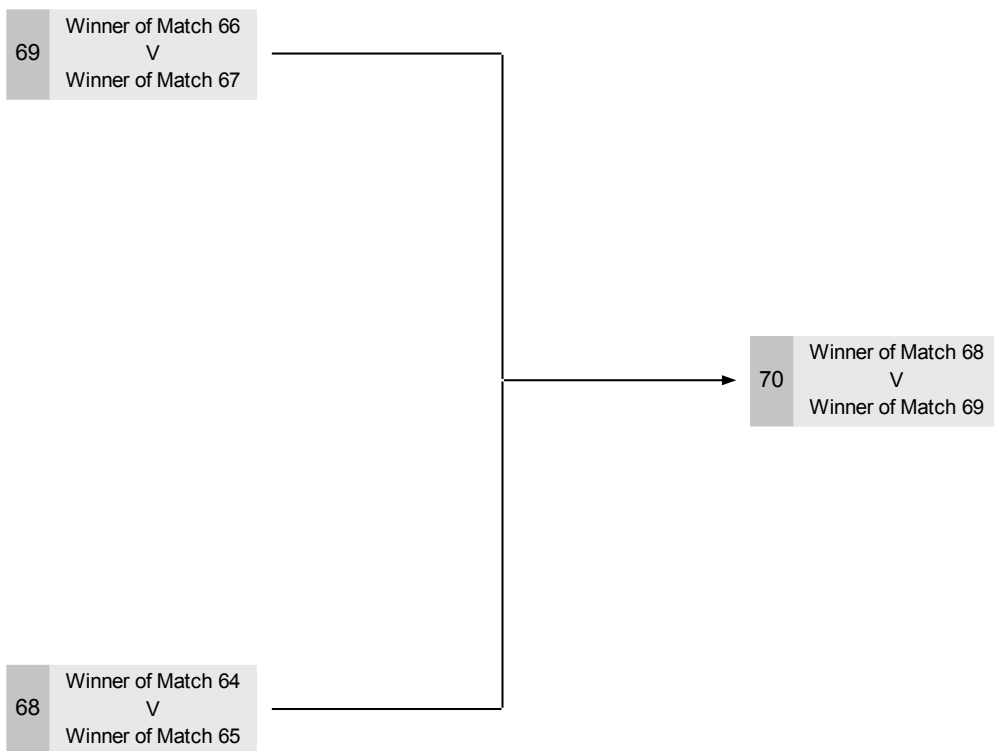 69
Winner of Match 66
V
Winner of Match 67
70
Winner of Match 68
V
Winner of Match 69
68
Winner of Match 64
V
Winner of Match 65